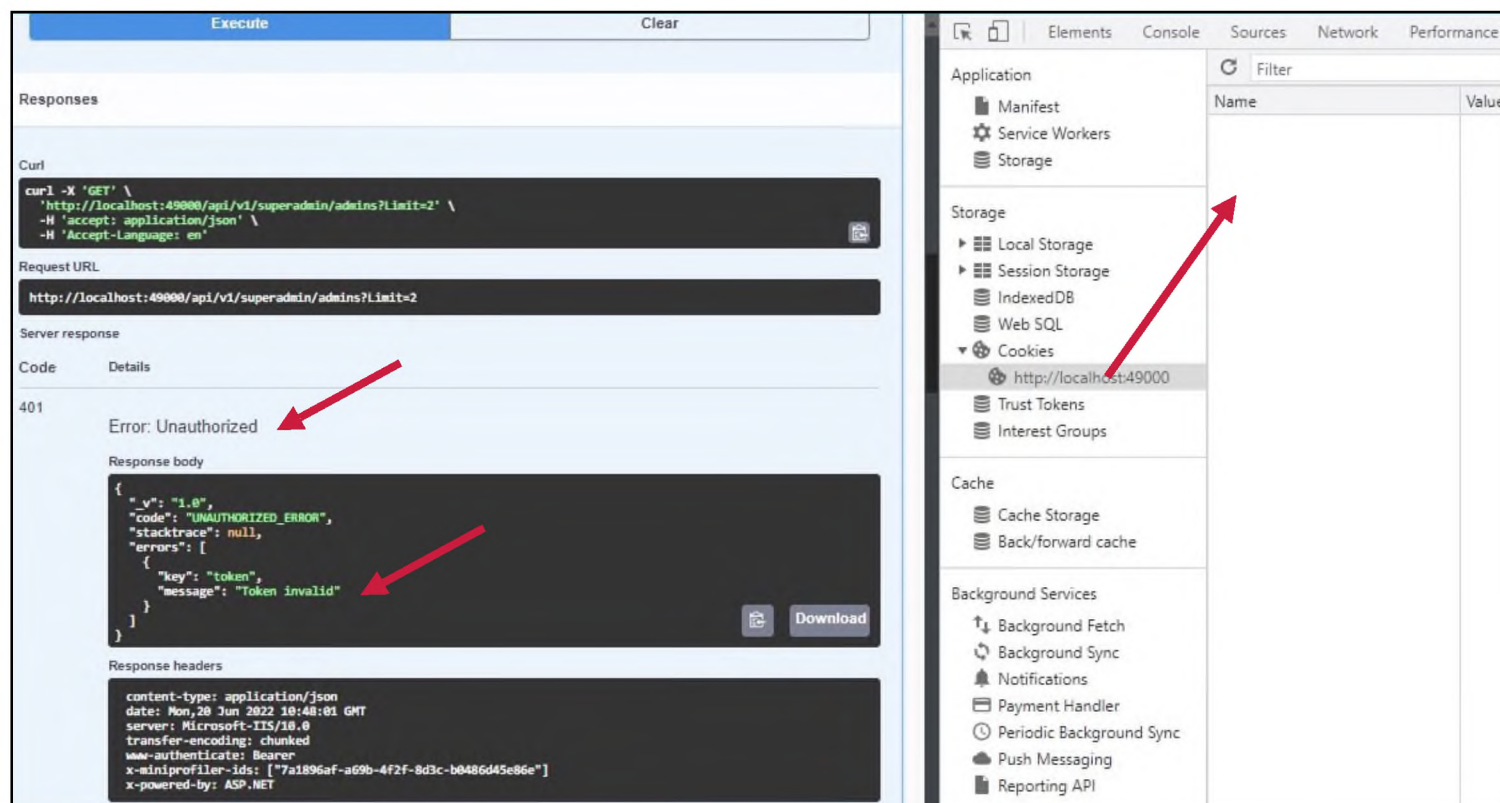 Execute
Clear
Responses
Curl
curl -X 'GET' \
'http://localhost:49000/api/v1/superadmin/admins?Limit=2' \
-H 'accept: application/json' \
-H 'Accept-Language: en'
Request URL
http://localhost:49000/api/v1/superadmin/admins?Limit=2
Server response
Code
Details
401
Error: Unauthorized
Response body
{
"_v": "1.0",
"code": "UNAUTHORIZED_ERROR",
"stacktrace": null,
"errors": [
{
"key": "token",
"message": "Token invalid"
}
]
}
Download
Response headers
content-type: application/json
date: Mon,20 Jun 2022 10:48:01 GMT
server: Microsoft-IIS/10.0
transfer-encoding: chunked
www-authenticate: Bearer
x-miniprofiler-ids: ["7a1896af-a69b-4f2f-8d3c-b0486d45e86e"]
x-powered-by: ASP.NET
Elements Console Sources Network Performance
Application
Manifest
Service Workers
Storage
Storage
Local Storage
Session Storage
IndexedDB
Web SQL
Cookies
http://localhost:49000
Trust Tokens
Interest Groups
Cache
Cache Storage
Back/forward cache
Background Services
Background Fetch
Background Sync
Notifications
Payment Handler
Periodic Background Sync
Push Messaging
Reporting API
Filter
Name
Value